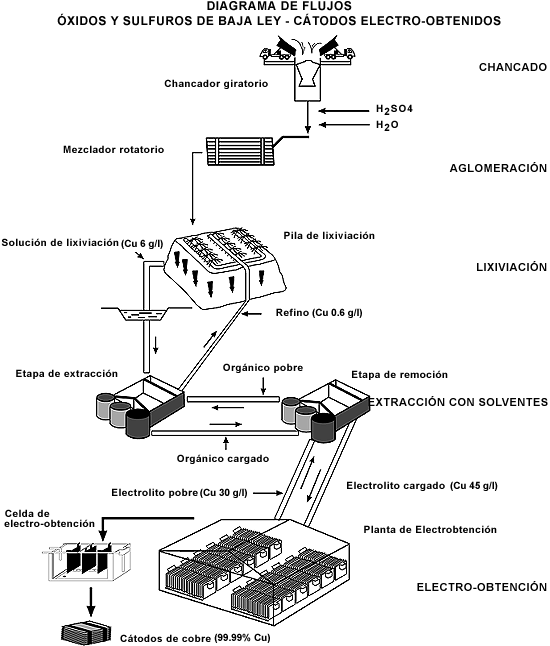 DIAGRAMA DE FLUJOS
ÓXIDOS Y SULFUROS DE BAJA LEY - CÁTODOS ELECTRO-OBTENIDOS
CHANCADO
Chancador giratorio
H2SO4
H2O
Mezclador rotatorio
AGLOMERACIÓN
Solución de lixiviación (Cu 6 g/l)
Pila de lixiviación
LIXIVIACIÓN
Refino (Cu 0.6 g/l)
Etapa de extracción
Orgánico pobre
Etapa de remoción
EXTRACCIÓN CON SOLVENTES
Orgánico cargado
Electrolito pobre (Cu 30 g/l)
Electrolito cargado (Cu 45 g/l)
Celda de
electro-obtención
Planta de Electrobtención
ELECTRO-OBTENCIÓN
Cátodos de cobre (99.99% Cu)